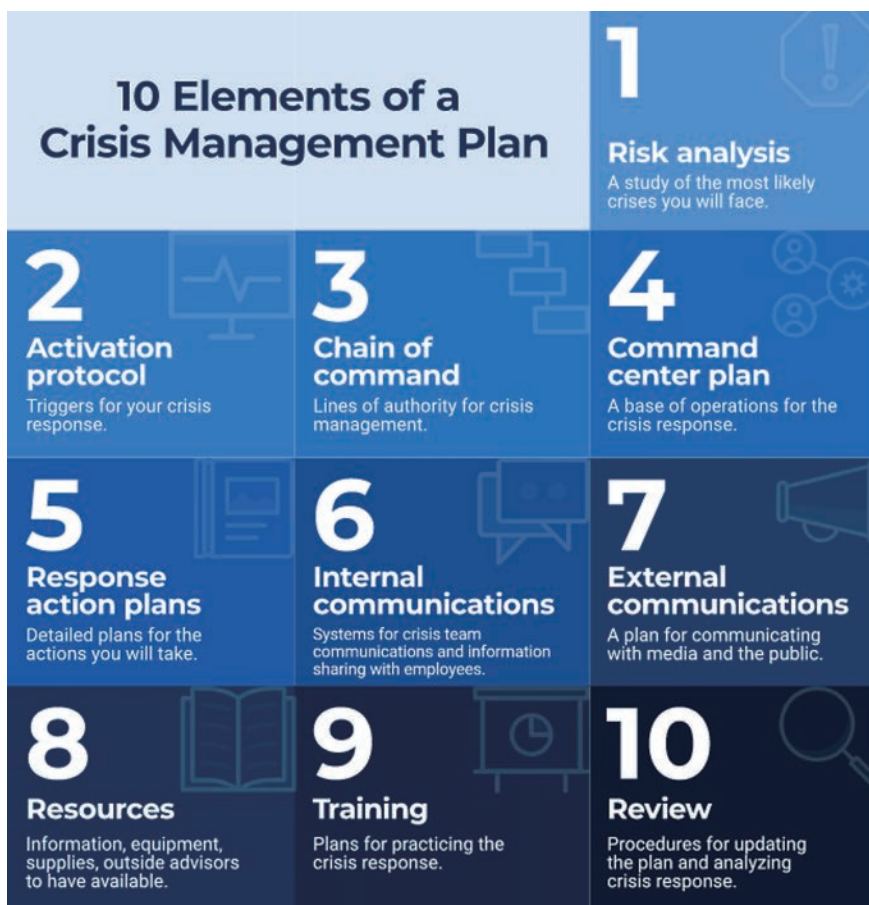 10 Elements of a
Crisis Management Plan
1
Risk analysis
A study of the most likely
crises you will face.
2
Activation
protocol
Triggers for your crisis
response.
3
Chain of
command
Lines of authority for crisis
management.
4
Command
center plan
A base of operations for the
crisis response.
5
Response
action plans
Detailed plans for the
actions you will take.
6
Internal
communications
Systems for crisis team
communications and information
sharing with employees.
7
External
communications
A plan for communicating
with media and the public.
8
Resources
Information, equipment,
supplies, outside advisors
to have available.
9
Training
Plans for practicing the
crisis response.
10
Review
Procedures for updating
the plan and analyzing
crisis response.